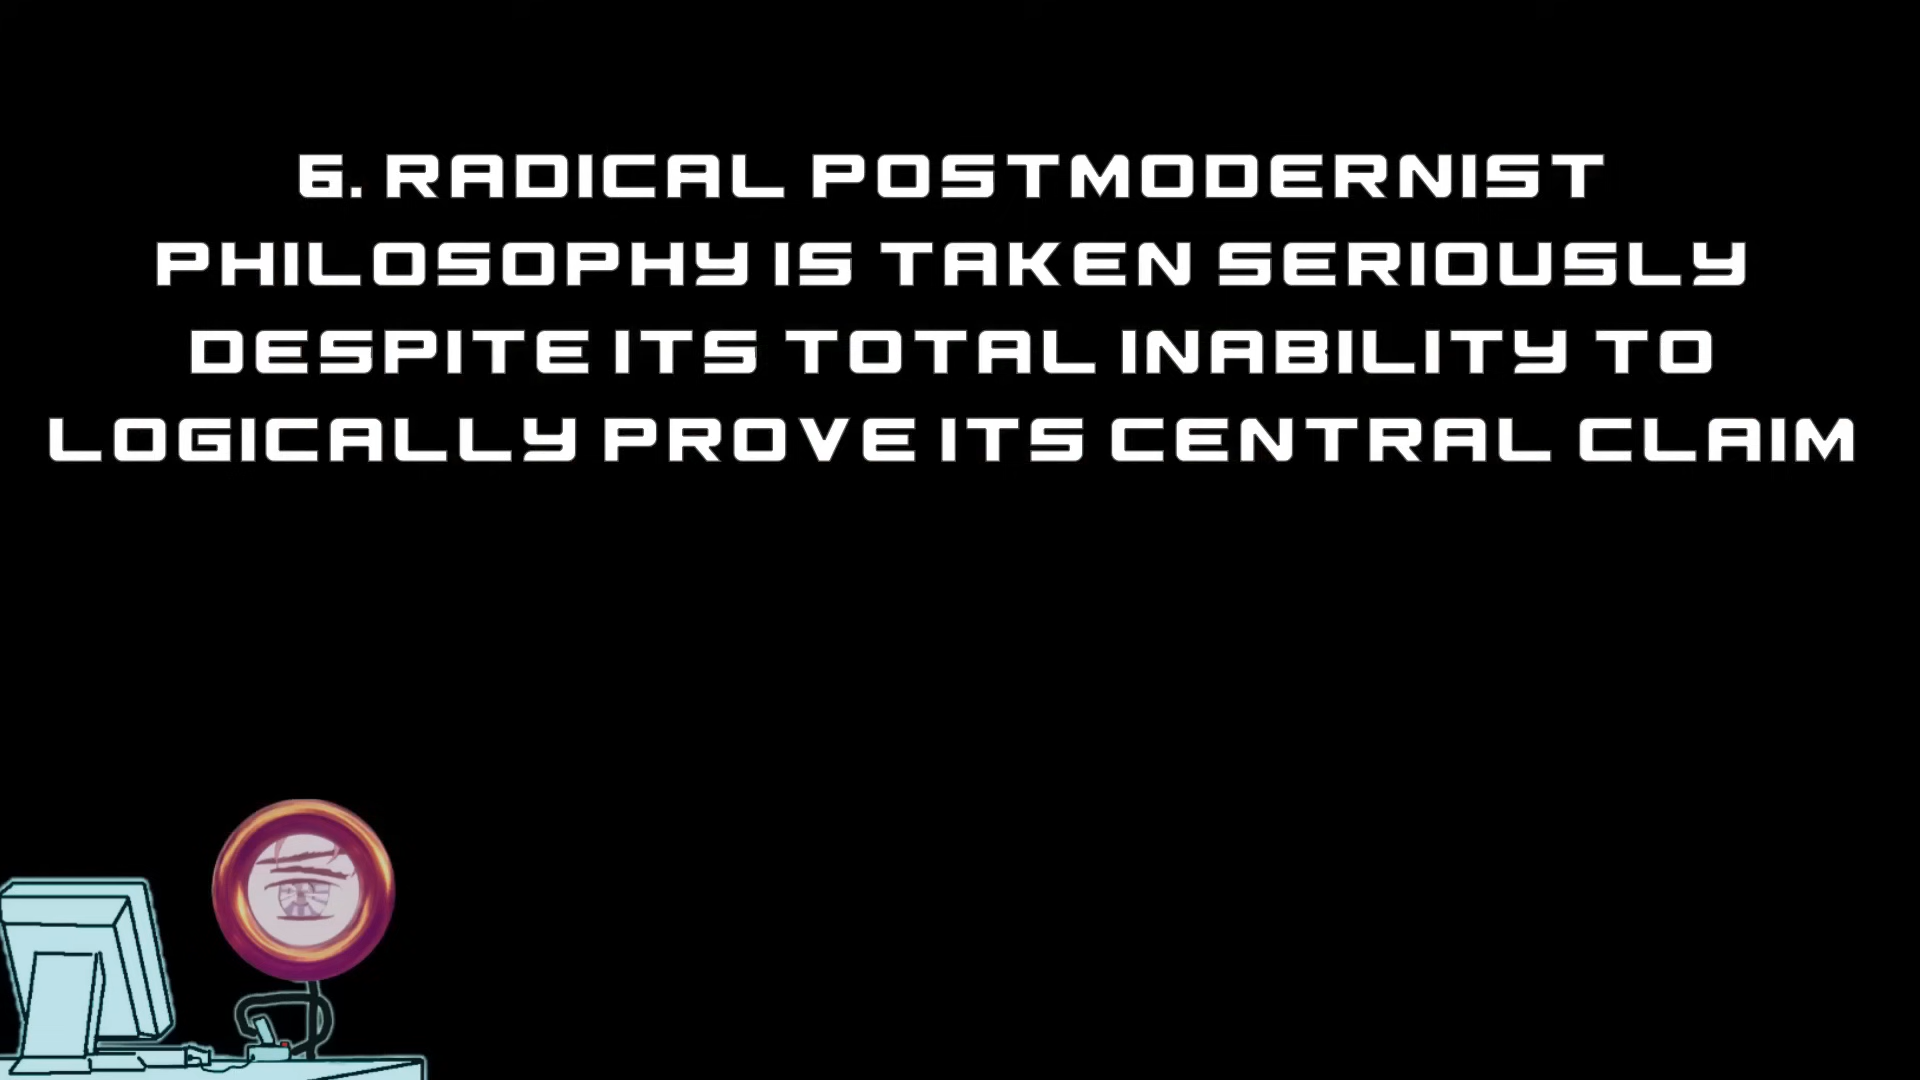 6. RADICAL POSTMODERNIST
PHILOSOPHY IS TAKEN SERIOUSLY
DESPITE ITS TOTAL INABILITY TO
LOGICALLY PROVE ITS CENTRAL CLAIM